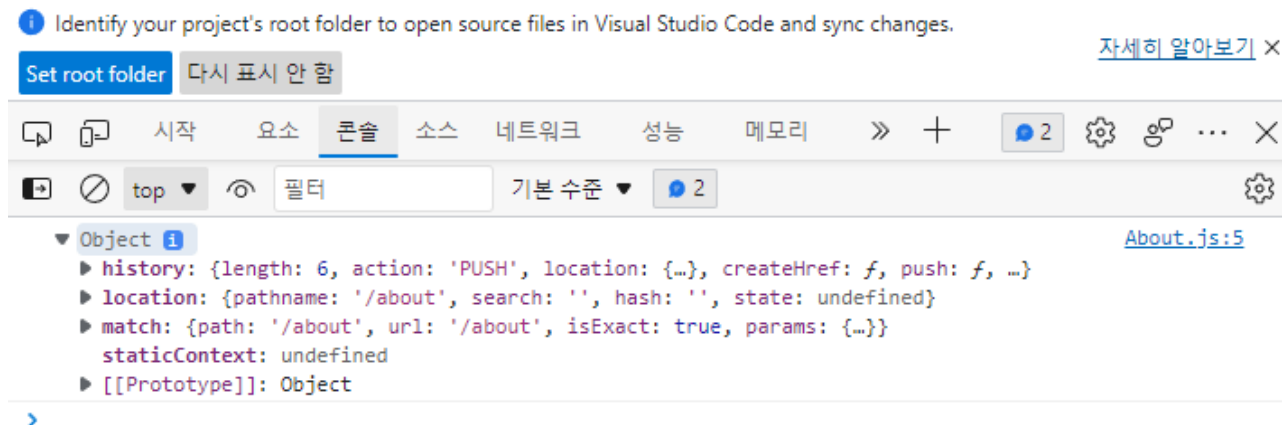 Identify your project's root folder to open source files in Visual Studio Code and sync changes.
자세히 알아보기
Set root folder 다시 표시 안 함
시작 요소 콘솔 소스 네트워크 성능 메모리 2
top 필터 기본 수준 2
Object About.js:5
history: {length: 6, action: 'PUSH', location: {…}, createHref: ƒ, push: ƒ, …}
location: {pathname: '/about', search: '', hash: '', state: undefined}
match: {path: '/about', url: '/about', isExact: true, params: {…}}
staticContext: undefined
[[Prototype]]: Object